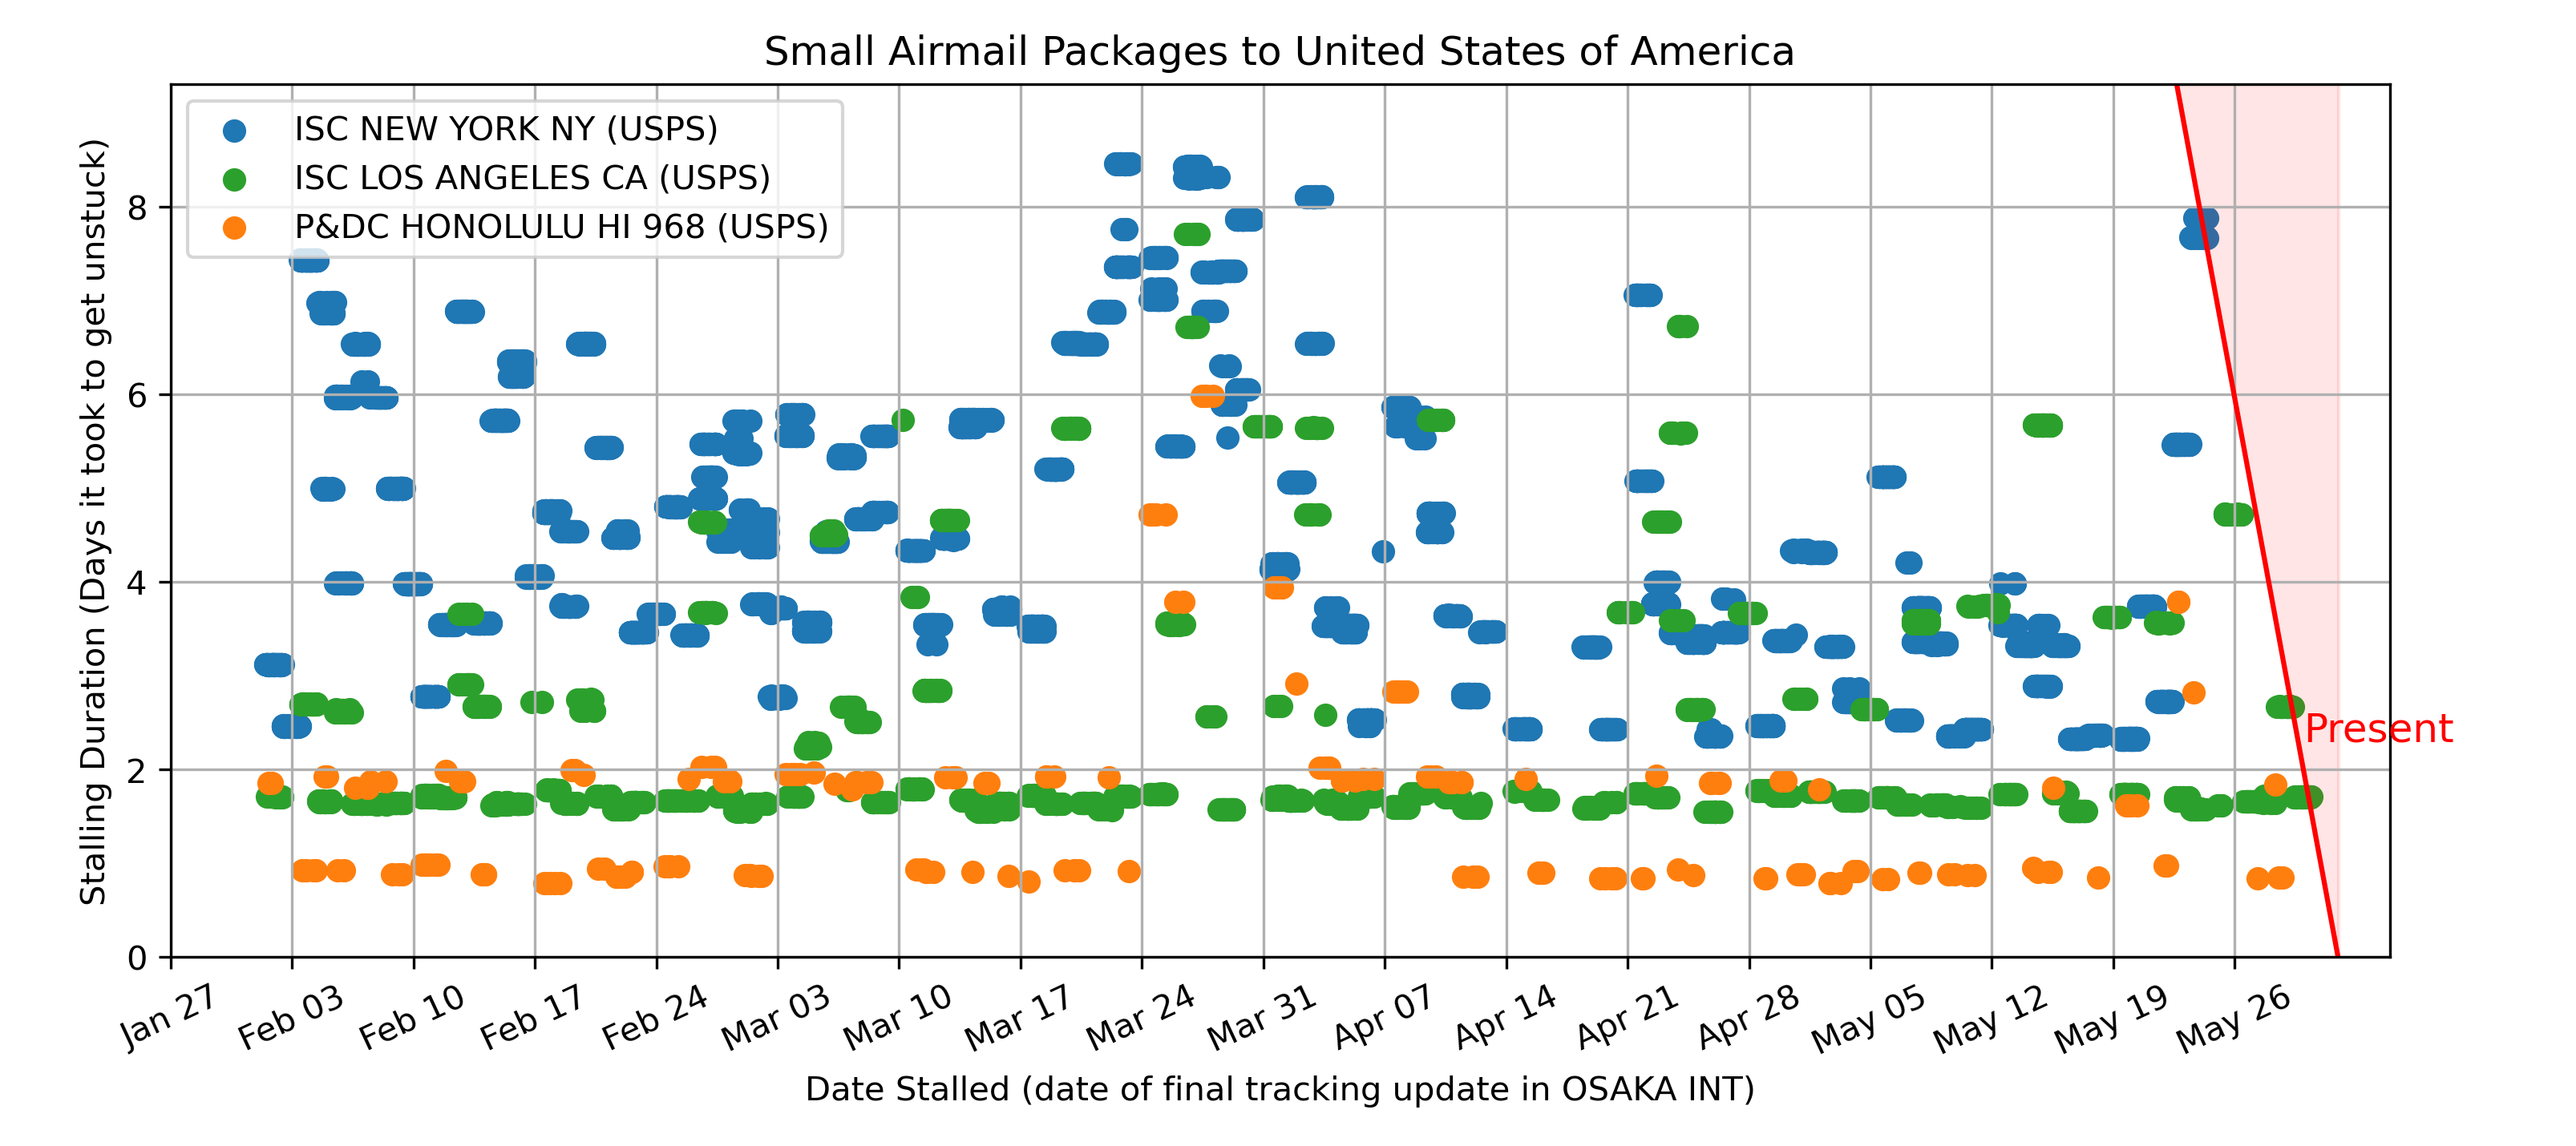 Small Airmail Packages to United States of America
ISC NEW YORK NY (USPS)
ISC LOS ANGELES CA (USPS)
P&DC HONOLULU HI 968 (USPS)
Stalling Duration (Days it took to get unstuck)
8
6
4
2
0
Present
Jan 27
Feb 03
Feb 10
Feb 17
Feb 24
Mar 03
Mar 10
Mar 17
Mar 24
Mar 31
Apr 07
Apr 14
Apr 21
Apr 28
May 05
May 12
May 19
May 26
Date Stalled (date of final tracking update in OSAKA INT)